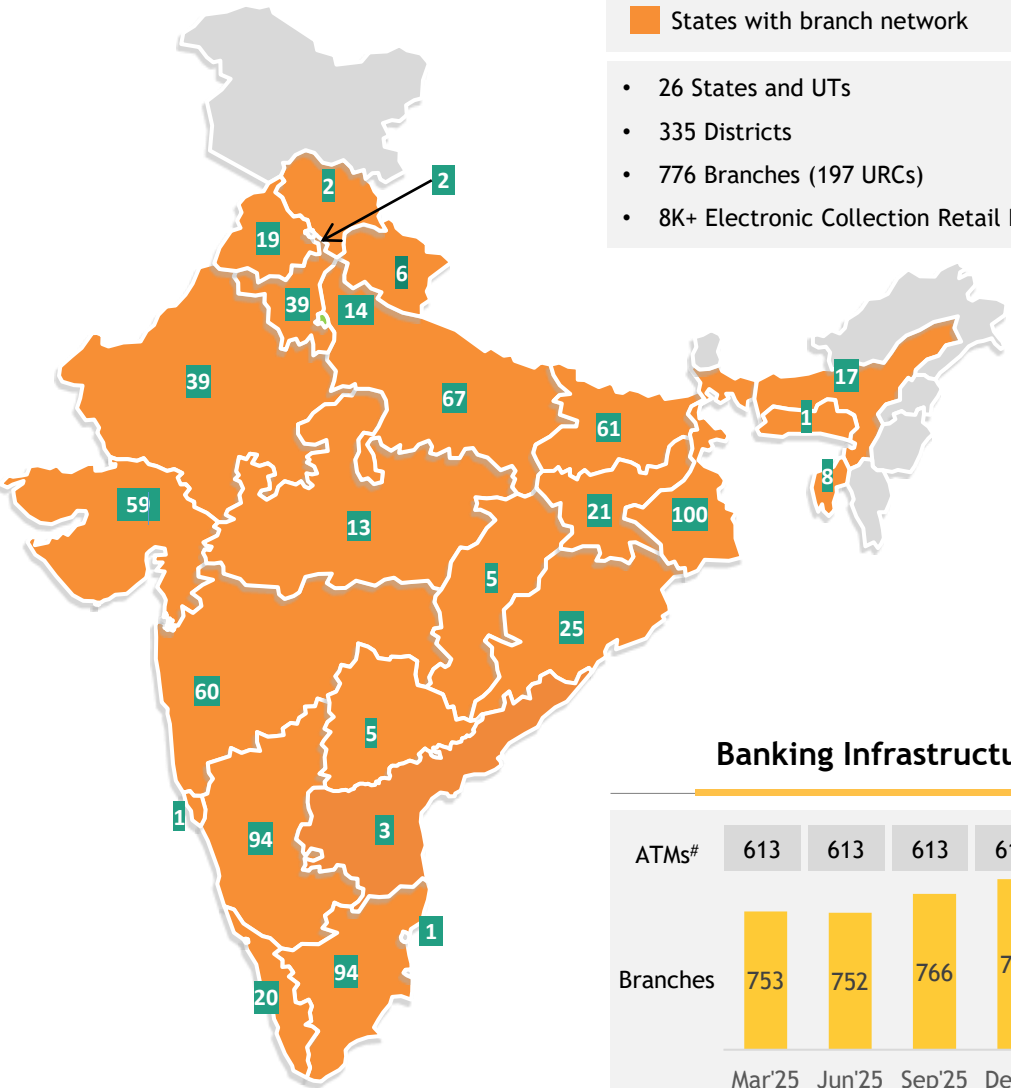 States with branch network
• 26 States and UTs
• 335 Districts
• 776 Branches (197 URCs)
• 8K+ Electronic Collection Retail
2
2
19
6
39
14
39
67
17
61
1
8
59
13
21
100
5
25
60
5
1
94
3
1
94
20
Banking
ATMs# 613 613 613
Branches 753 752 766
Mar'25 Jun'25 Sep'25